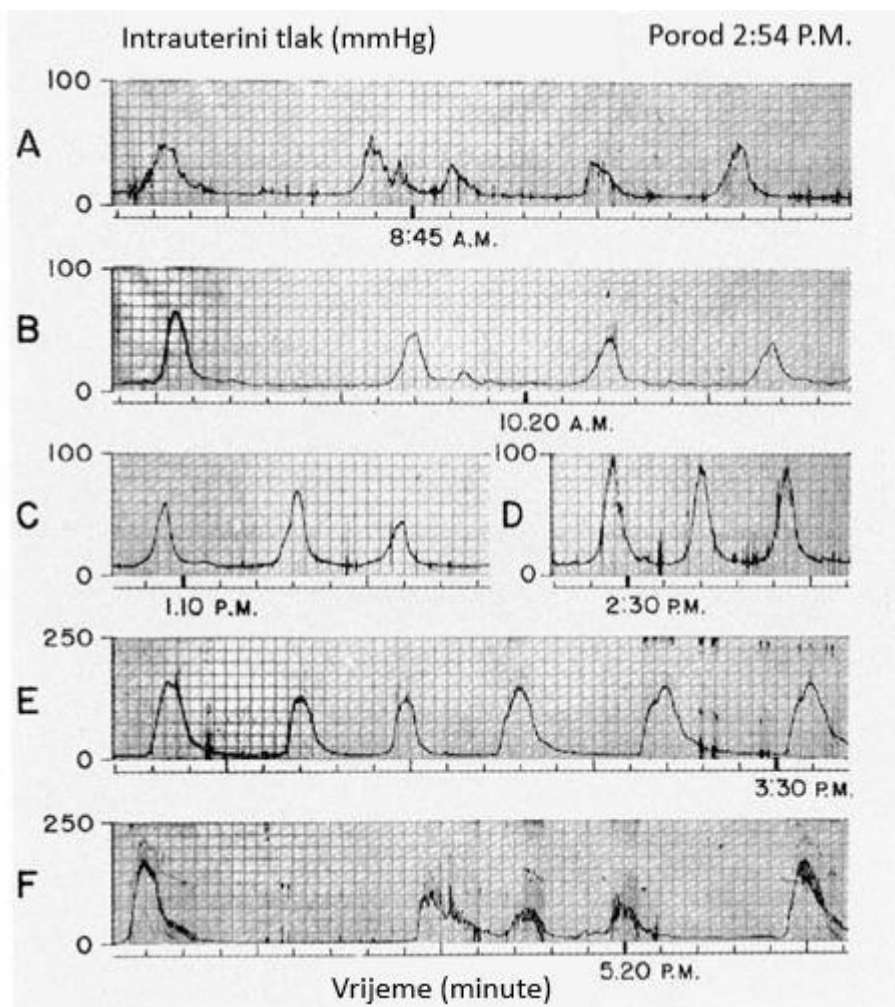 Intrauterini tlak (mmHg) Porod 2:54 P.M.
100
A
0
8:45 A.M.
100
B
0
10.20 A.M.
100 100
C D
0 0
1.10 P.M. 2:30 P.M.
250
E
0
3:30 P.M.
250
F
0
5.20 P.M.
Vrijeme (minute)